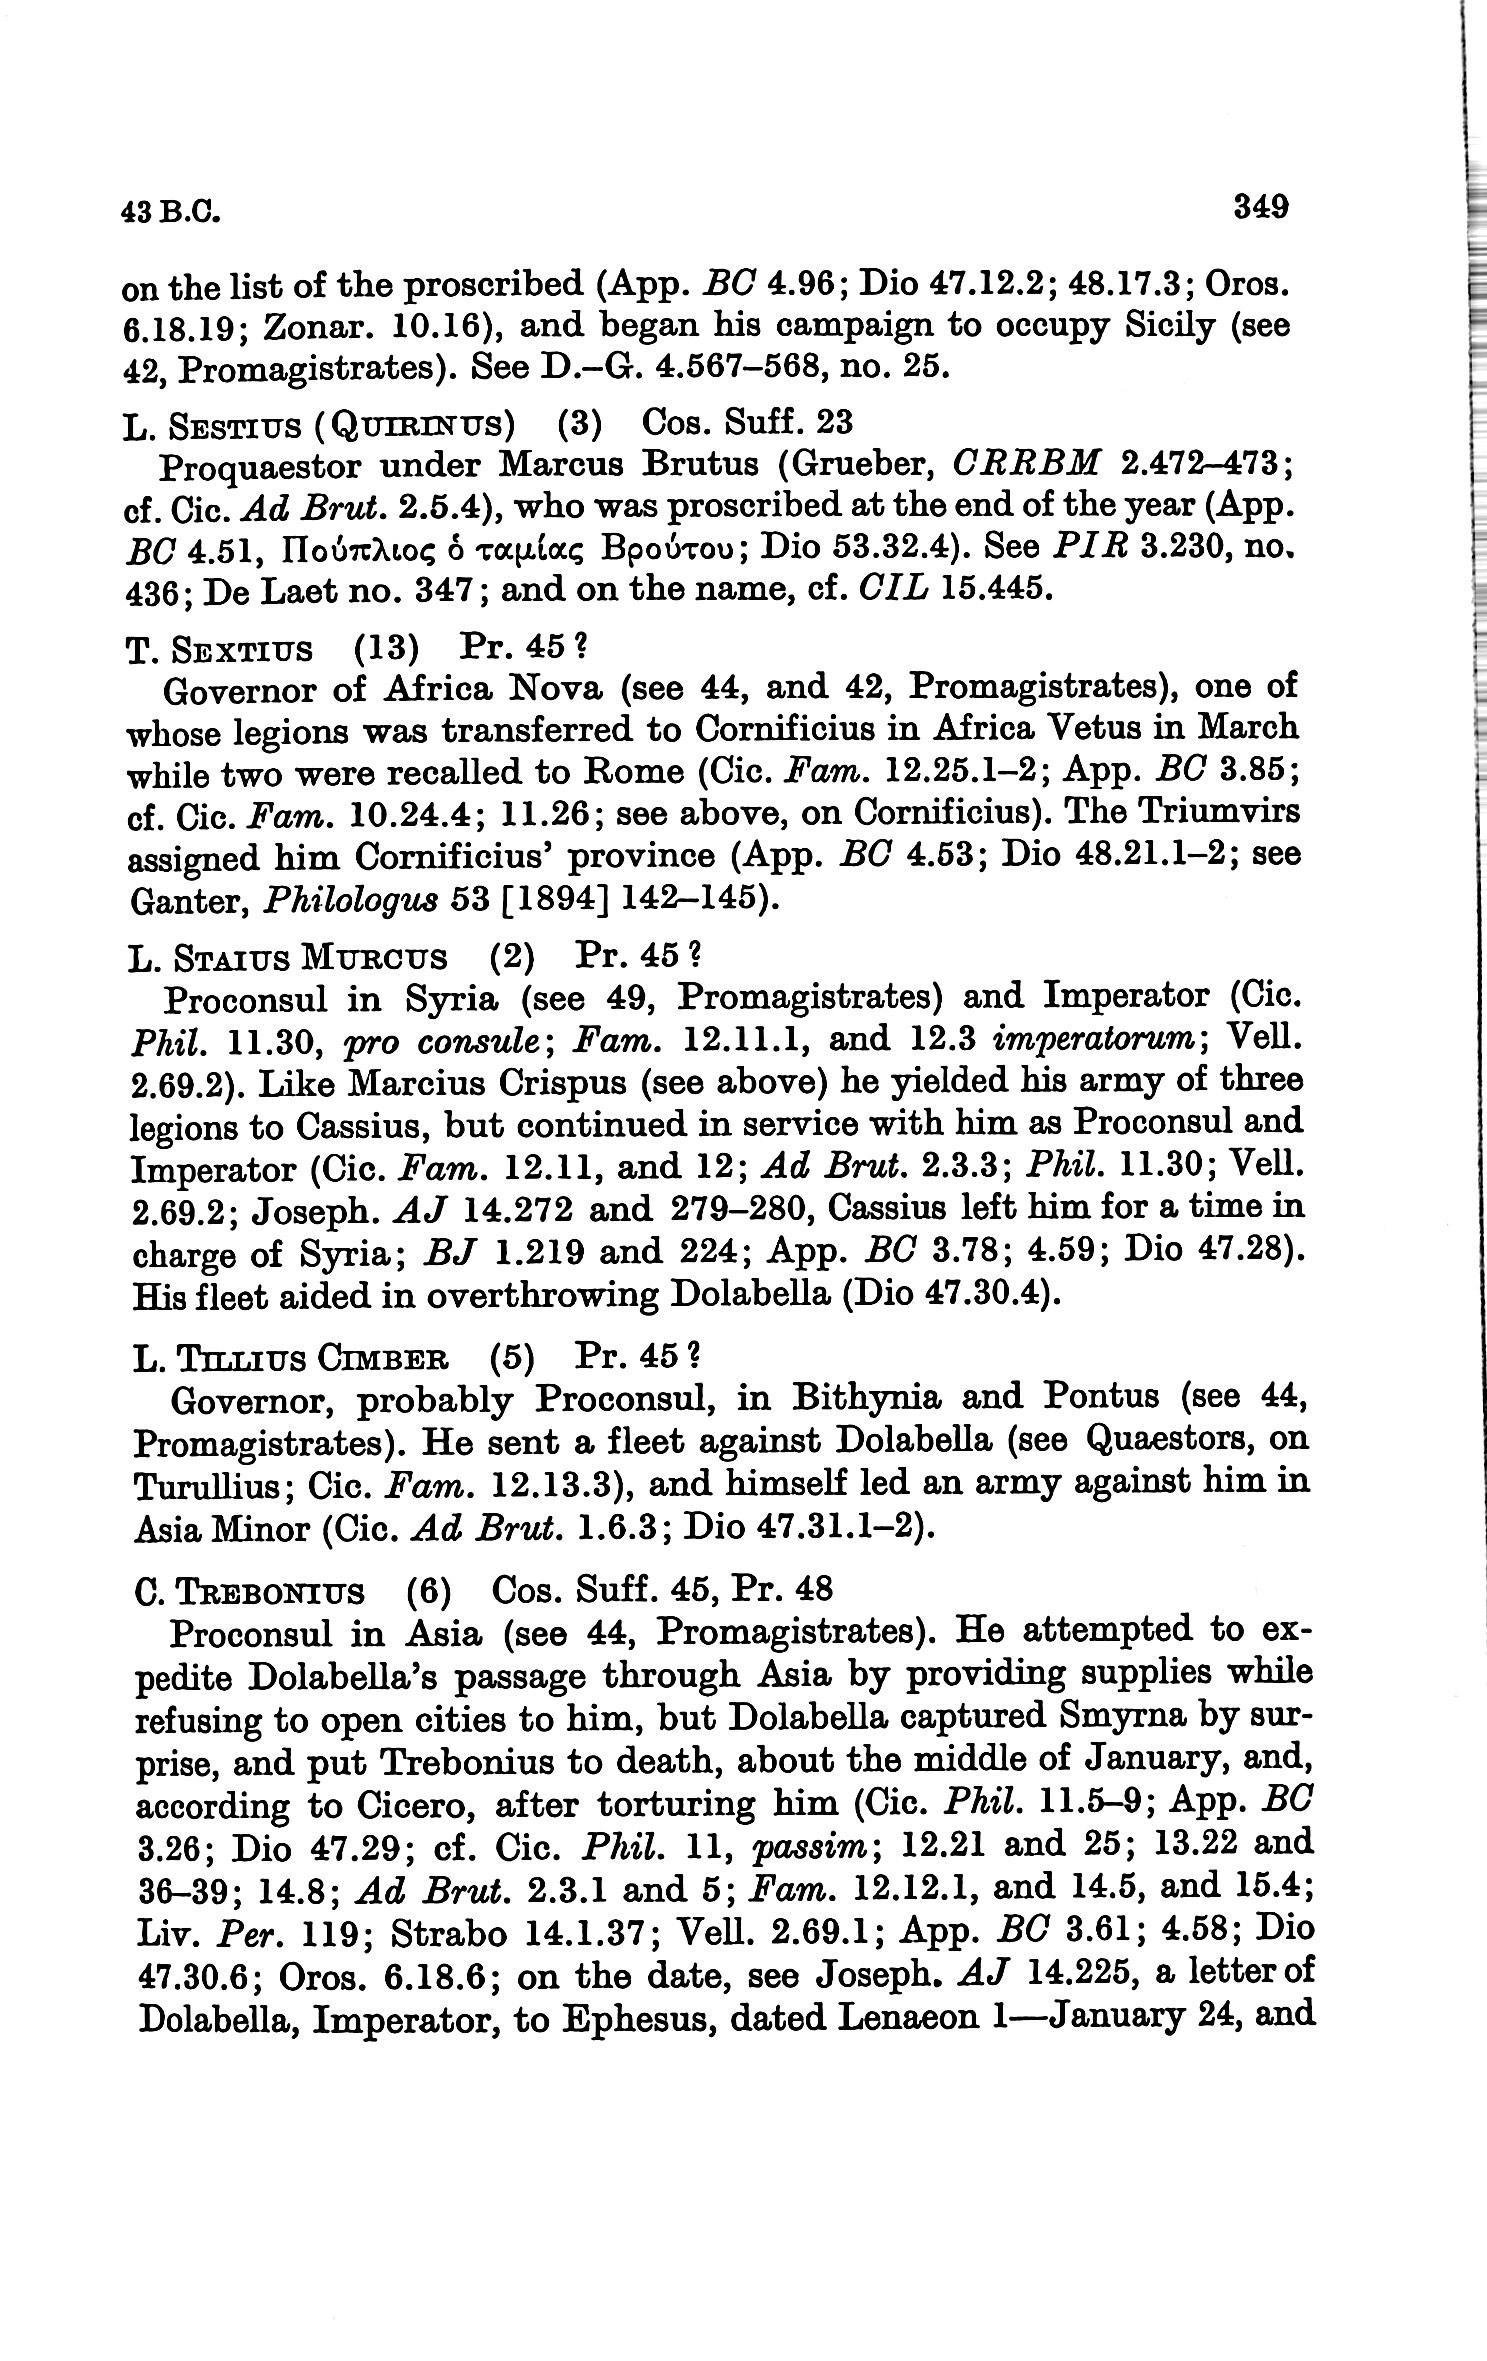 43 B.C. 349
on the list of the proscribed (App. BC 4.96; Dio 47.12.2; 48.17.3; Oros.
6.18.19; Zonar. 10.16), and began his campaign to occupy Sicily (see
42, Promagistrates). See D.–G. 4.567–568, no. 25.
L. SESTIUS (QUIRINUS) (3) Cos. Suff. 23
Proquaestor under Marcus Brutus (Grueber, CRRBM 2.472–473;
cf. Cic. Ad Brut. 2.5.4), who was proscribed at the end of the year (App.
BC 4.51, Πούπλιος ὁ ταμίας Βρούτου; Dio 53.32.4). See PIR 3.230, no.
436; De Laet no. 347; and on the name, cf. CIL 15.445.
T. SEXTIUS (13) Pr. 45?
Governor of Africa Nova (see 44, and 42, Promagistrates), one of
whose legions was transferred to Cornificius in Africa Vetus in March
while two were recalled to Rome (Cic. Fam. 12.25.1–2; App. BC 3.85;
cf. Cic. Fam. 10.24.4; 11.26; see above, on Cornificius). The Triumvirs
assigned him Cornificius' province (App. BC 4.53; Dio 48.21.1–2; see
Ganter, Philologus 53 [1894] 142–145).
L. STAIUS MURCUS (2) Pr. 45?
Proconsul in Syria (see 49, Promagistrates) and Imperator (Cic.
Phil. 11.30, pro consule; Fam. 12.11.1, and 12.3 imperatorum; Vell.
2.69.2). Like Marcius Crispus (see above) he yielded his army of three
legions to Cassius, but continued in service with him as Proconsul and
Imperator (Cic. Fam. 12.11, and 12; Ad Brut. 2.3.3; Phil. 11.30; Vell.
2.69.2; Joseph. AJ 14.272 and 279–280, Cassius left him for a time in
charge of Syria; BJ 1.219 and 224; App. BC 3.78; 4.59; Dio 47.28).
His fleet aided in overthrowing Dolabella (Dio 47.30.4).
L. TILLIUS CIMBER (5) Pr. 45?
Governor, probably Proconsul, in Bithynia and Pontus (see 44,
Promagistrates). He sent a fleet against Dolabella (see Quaestors, on
Turullius; Cic. Fam. 12.13.3), and himself led an army against him in
Asia Minor (Cic. Ad Brut. 1.6.3; Dio 47.31.1–2).
C. TREBONIUS (6) Cos. Suff. 45, Pr. 48
Proconsul in Asia (see 44, Promagistrates). He attempted to ex-
pedite Dolabella's passage through Asia by providing supplies while
refusing to open cities to him, but Dolabella captured Smyrna by sur-
prise, and put Trebonius to death, about the middle of January, and,
according to Cicero, after torturing him (Cic. Phil. 11.5–9; App. BC
3.26; Dio 47.29; cf. Cic. Phil. 11, passim; 12.21 and 25; 13.22 and
36–39; 14.8; Ad Brut. 2.3.1 and 5; Fam. 12.12.1, and 14.5, and 15.4;
Liv. Per. 119; Strabo 14.1.37; Vell. 2.69.1; App. BC 3.61; 4.58; Dio
47.30.6; Oros. 6.18.6; on the date, see Joseph. AJ 14.225, a letter of
Dolabella, Imperator, to Ephesus, dated Lenaeon 1—January 24, and